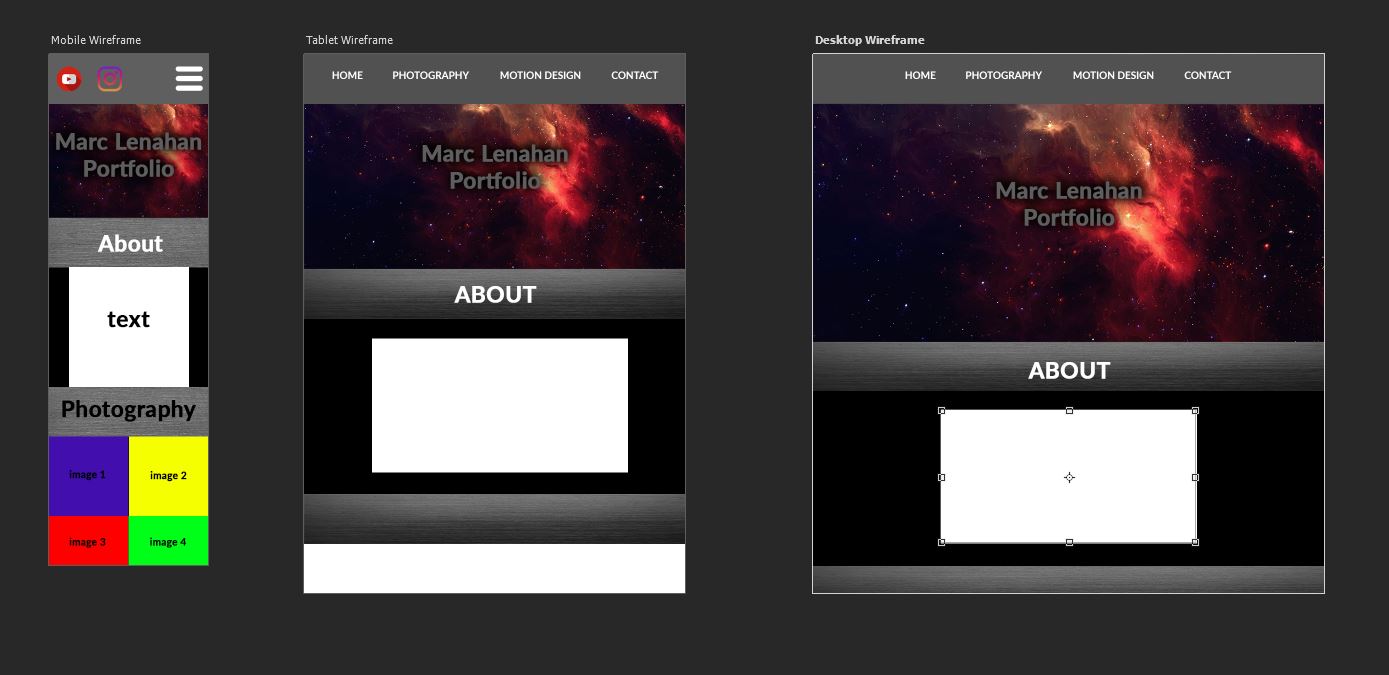 Mobile Wireframe
Marc Lenahan
Portfolio
About
text
Photography
image 1
image 2
image 3
image 4
Tablet Wireframe
HOME PHOTOGRAPHY MOTION DESIGN CONTACT
Marc Lenahan
Portfolio
ABOUT
Desktop Wireframe
HOME PHOTOGRAPHY MOTION DESIGN CONTACT
Marc Lenahan
Portfolio
ABOUT